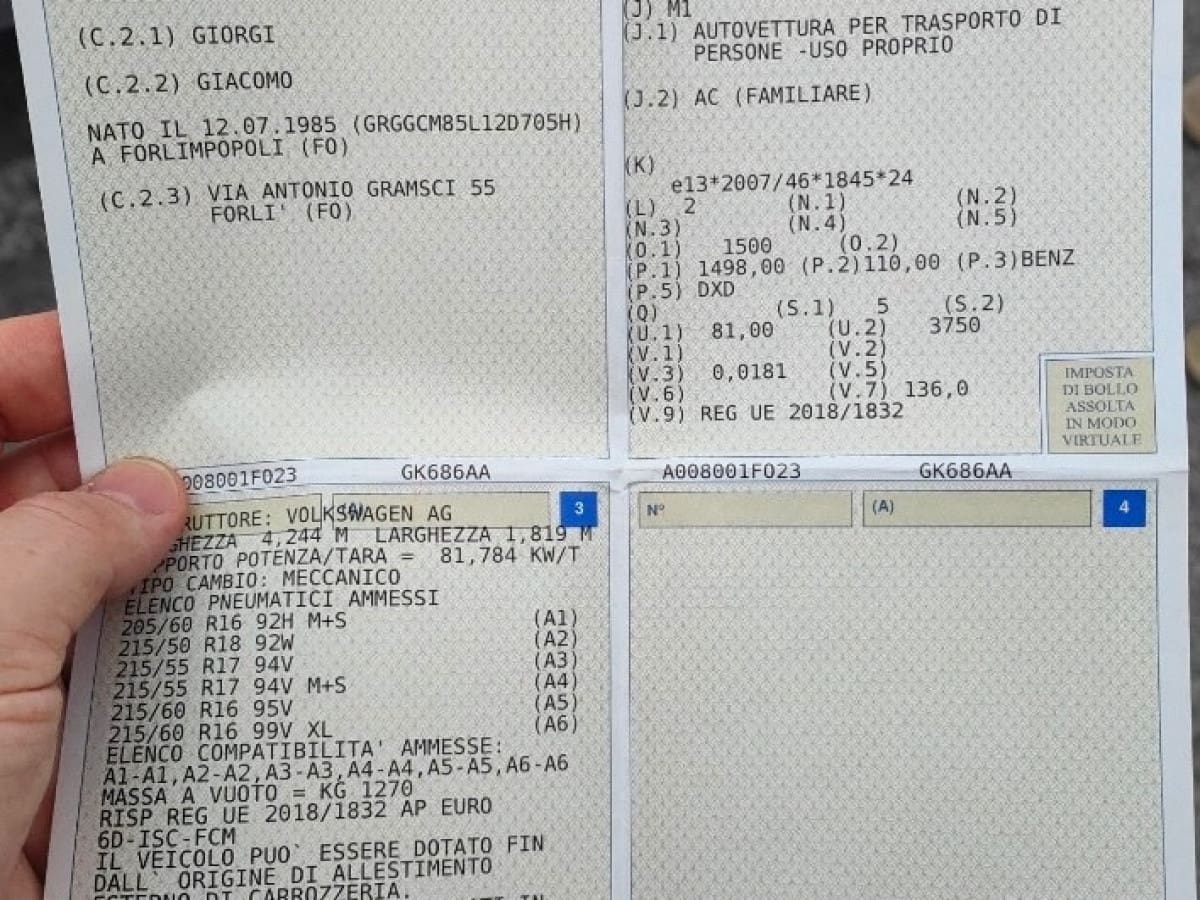 (C.2.1) GIORGI
(C.2.2) GIACOMO
NATO IL 12.07.1985 (GRGGCM85L12D705H)
A FORLIMPOPOLI (FO)
(C.2.3) VIA ANTONIO GRAMSCI 55
FORLI' (FO)
(J) M1
(J.1) AUTOVETTURA PER TRASPORTO DI
PERSONE -USO PROPRIO
(J.2) AC (FAMILIARE)
(K)
e13*2007/46*1845*24
(L) 2 (N.1) (N.2)
(N.3) (N.4) (N.5)
(O.1) 1500 (O.2)
(P.1) 1498,00 (P.2)110,00 (P.3)BENZ
(P.5) DXD
(Q) (S.1) 5 (S.2)
(U.1) 81,00 (U.2) 3750
(V.1) (V.2)
(V.3) 0,0181 (V.5)
(V.6) (V.7) 136,0
(V.9) REG UE 2018/1832
IMPOSTA
DI BOLLO
ASSOLTA
IN MODO
VIRTUALE
008001F023 GK686AA
A008001F023 GK686AA
3
RUTTORE: VOLKSWAGEN AG
GHEZZA 4,244 M LARGHEZZA 1,819 M
PPORTO POTENZA/TARA = 81,784 KW/T
TIPO CAMBIO: MECCANICO
ELENCO PNEUMATICI AMMESSI
205/60 R16 92H M+S (A1)
215/50 R18 92W (A2)
215/55 R17 94V (A3)
215/55 R17 94V M+S (A4)
215/60 R16 95V (A5)
215/60 R16 99V XL (A6)
ELENCO COMPATIBILITA' AMMESSE:
A1-A1,A2-A2,A3-A3,A4-A4,A5-A5,A6-A6
MASSA A VUOTO = KG 1270
RISP REG UE 2018/1832 AP EURO
6D-ISC-FCM
IL VEICOLO PUO` ESSERE DOTATO FIN
DALL` ORIGINE DI ALLESTIMENTO
ESTERNO DI CARROZZERIA.
N° (A) 4